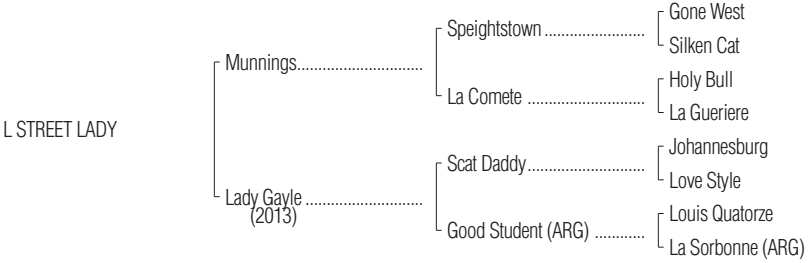 Gone West
Speightstown ........................
Silken Cat
Munnings..............................
Holy Bull
La Comete ............................
La Gueriere
L STREET LADY
Johannesburg
Scat Daddy............................
Love Style
Lady Gayle ............................
(2013)
Louis Quatorze
Good Student (ARG) ............
La Sorbonne (ARG)